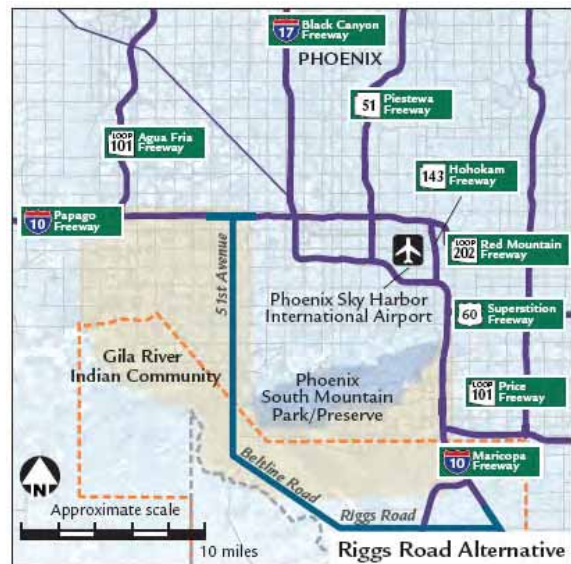 17
Black Canyon
Freeway
PHOENIX
51
Piestewa
Freeway
LOOP
101
Agua Fria
Freeway
143
Hohokam
Freeway
10
Papago
Freeway
51st Avenue
LOOP
202
Red Mountain
Freeway
Phoenix Sky Harbor
International Airport
60
Superstition
Freeway
Gila River
Indian Community
Phoenix
South Mountain
Park/Preserve
LOOP
101
Price
Freeway
10
Maricopa
Freeway
Beltline Road
N
Approximate scale
Riggs Road
10 miles
Riggs Road Alternative